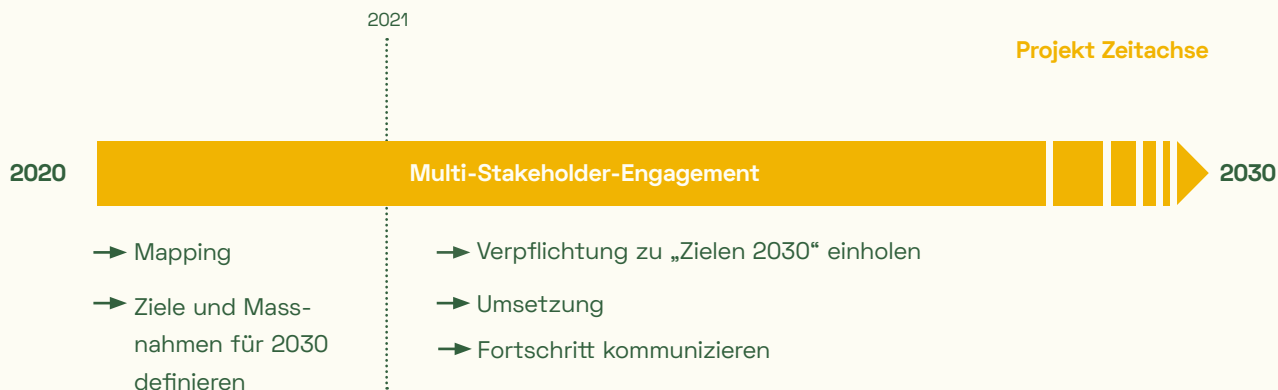 2021
Projekt Zeitachse
2020
Multi-Stakeholder-Engagement
2030
Mapping
Ziele und Mass-
nahmen für 2030
definieren
Verpflichtung zu „Zielen 2030“ einholen
Umsetzung
Fortschritt kommunizieren